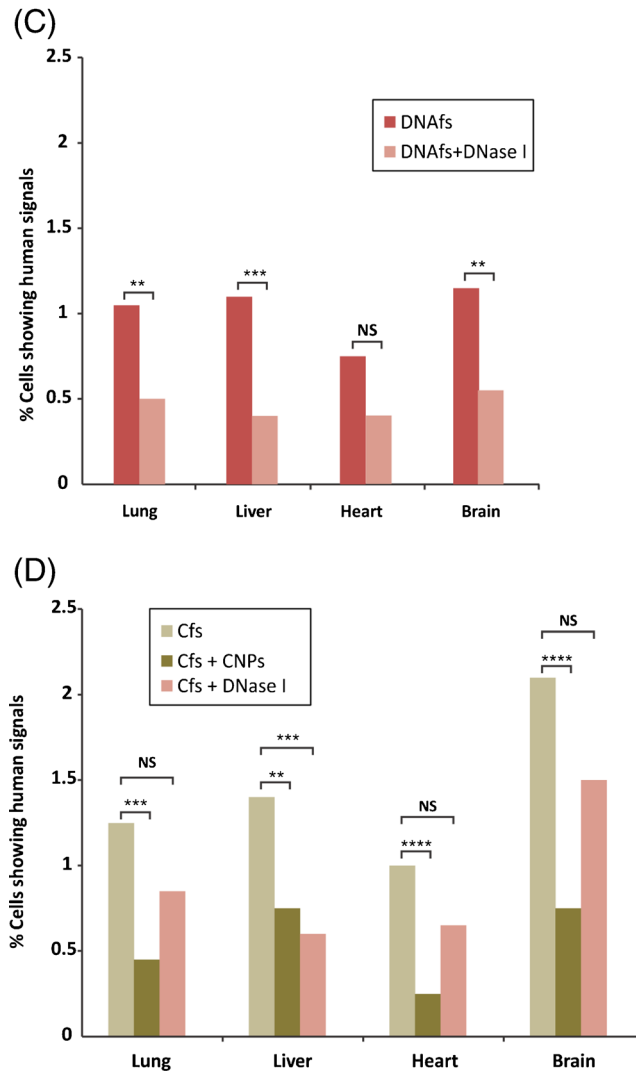 (C)
% Cells showing human signals
2.5
2
1.5
1
0.5
0
DNAfs
DNAfs+DNase I
**
***
NS
**
Lung Liver Heart Brain
(D)
% Cells showing human signals
2.5
2
1.5
1
0.5
0
Cfs
Cfs + CNPs
Cfs + DNase I
NS
***
***
**
NS
****
NS
****
Lung Liver Heart Brain